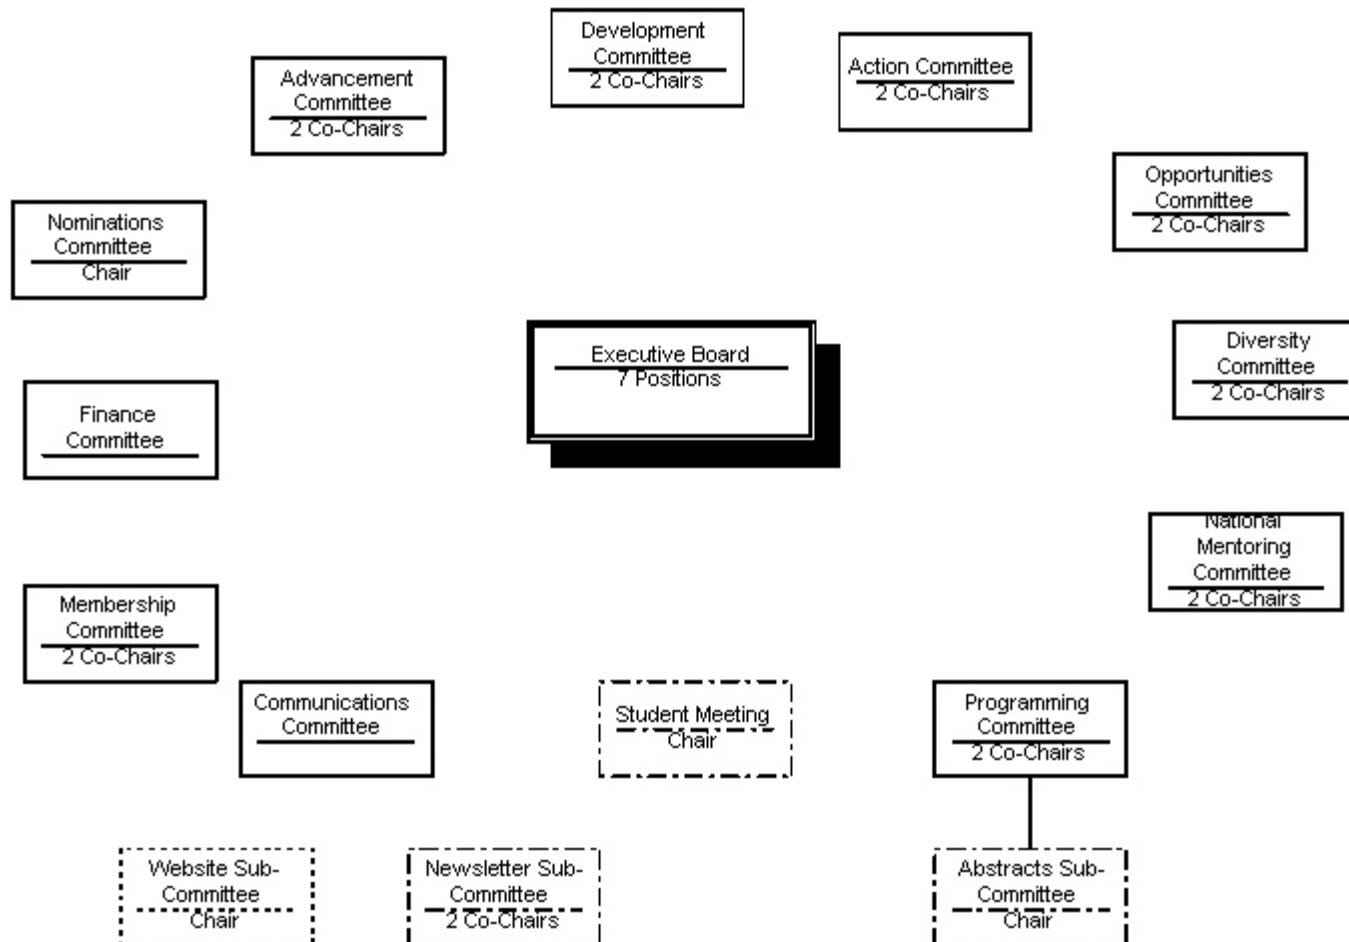 Development
Committee
2 Co-Chairs
Action Committee
2 Co-Chairs
Advancement
Committee
2 Co-Chairs
Opportunities
Committee
2 Co-Chairs
Nominations
Committee
Chair
Executive Board
7 Positions
Diversity
Committee
2 Co-Chairs
Finance
Committee
National
Mentoring
Committee
2 Co-Chairs
Membership
Committee
2 Co-Chairs
Communications
Committee
Student Meeting
Chair
Programming
Committee
2 Co-Chairs
Website Sub-
Committee
Chair
Newsletter Sub-
Committee
2 Co-Chairs
Abstracts Sub-
Committee
Chair